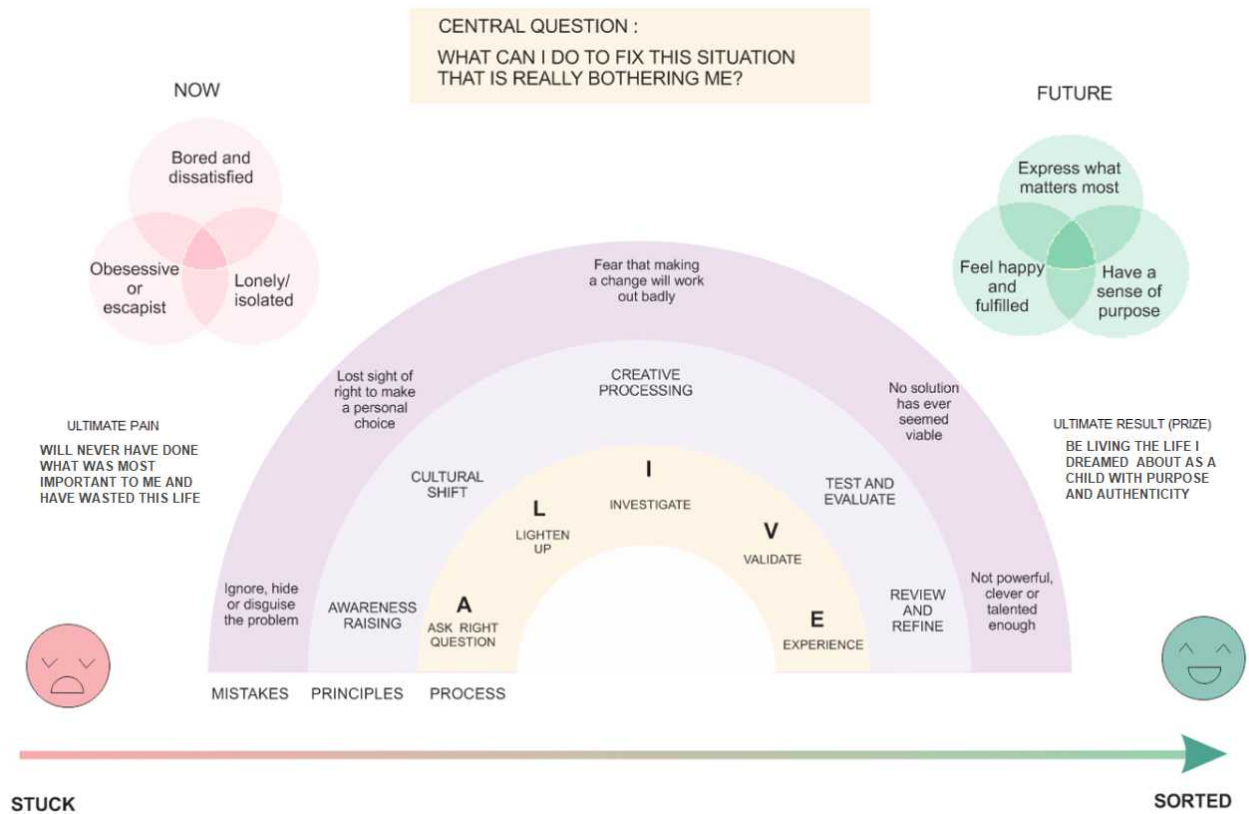 CENTRAL QUESTION :
WHAT CAN I DO TO FIX THIS SITUATION
THAT IS REALLY BOTHERING ME?
NOW
Bored and
dissatisfied
Obesessive
or
escapist
Lonely/
isolated
FUTURE
Express what
matters most
Feel happy
and
fulfilled
Have a
sense of
purpose
ULTIMATE PAIN
WILL NEVER HAVE DONE
WHAT WAS MOST
IMPORTANT TO ME AND
HAVE WASTED THIS LIFE
ULTIMATE RESULT (PRIZE)
BE LIVING THE LIFE I
DREAMED ABOUT AS A
CHILD WITH PURPOSE
AND AUTHENTICITY
Ignore, hide
or disguise
the problem
Lost sight of
right to make
a personal
choice
Fear that making
a change will work
out badly
No solution
has ever
seemed
viable
Not powerful,
clever or
talented
enough
AWARENESS
RAISING
CULTURAL
SHIFT
CREATIVE
PROCESSING
TEST AND
EVALUATE
REVIEW
AND
REFINE
A
ASK RIGHT
QUESTION
L
LIGHTEN
UP
I
INVESTIGATE
V
VALIDATE
E
EXPERIENCE
MISTAKES
PRINCIPLES
PROCESS
STUCK
SORTED